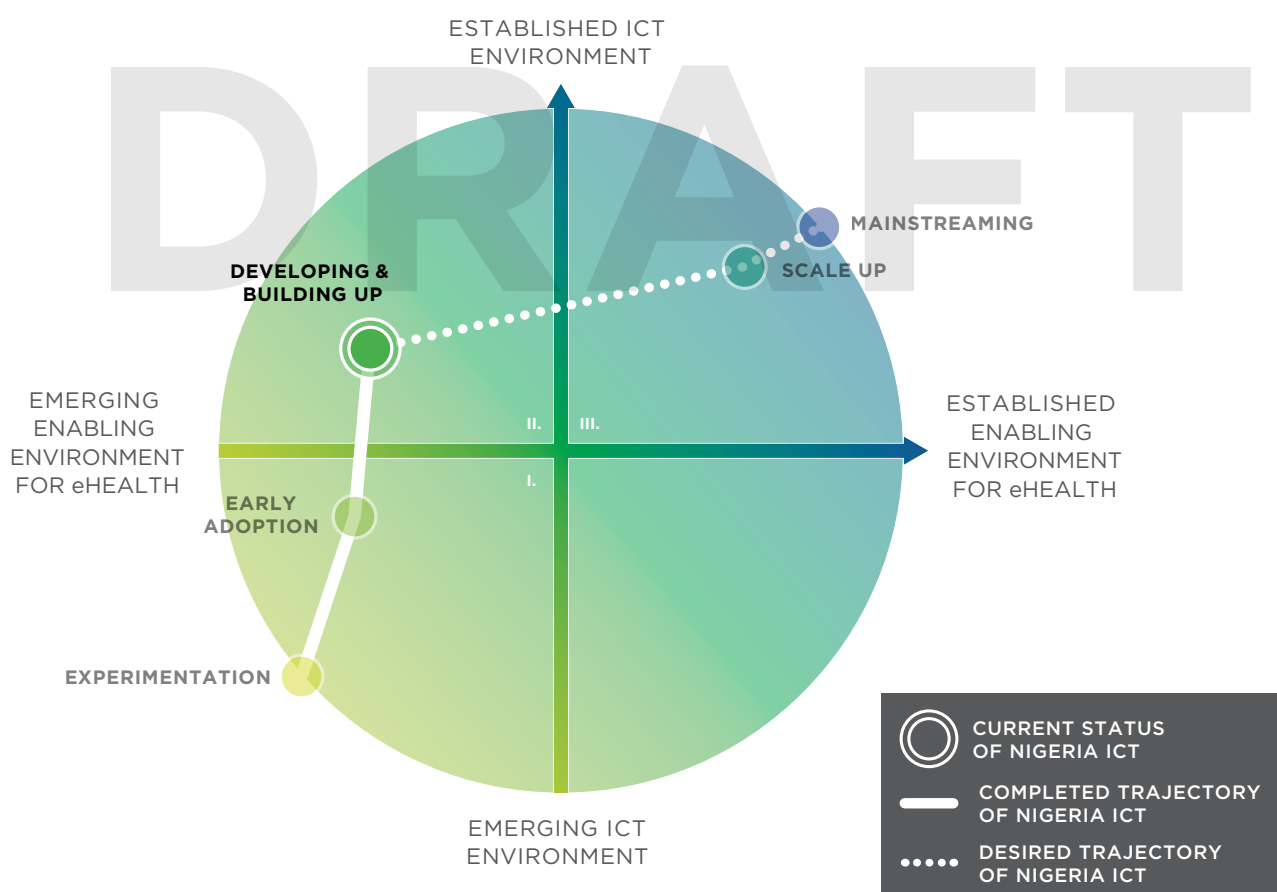 ESTABLISHED ICT
ENVIRONMENT
DRAFT
MAINSTREAMING
SCALE UP
DEVELOPING &
BUILDING UP
EMERGING
ENABLING
ENVIRONMENT
FOR eHEALTH
II.
III.
I.
ESTABLISHED
ENABLING
ENVIRONMENT
FOR eHEALTH
EARLY
ADOPTION
EXPERIMENTATION
EMERGING ICT
ENVIRONMENT
CURRENT STATUS
OF NIGERIA ICT
COMPLETED TRAJECTORY
OF NIGERIA ICT
DESIRED TRAJECTORY
OF NIGERIA ICT